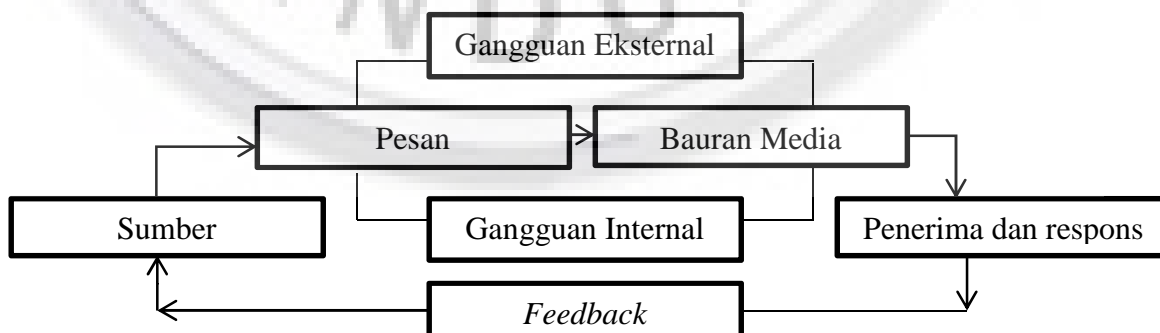 Gangguan Eksternal
Pesan
Bauran Media
Sumber
Gangguan Internal
Penerima dan respons
Feedback